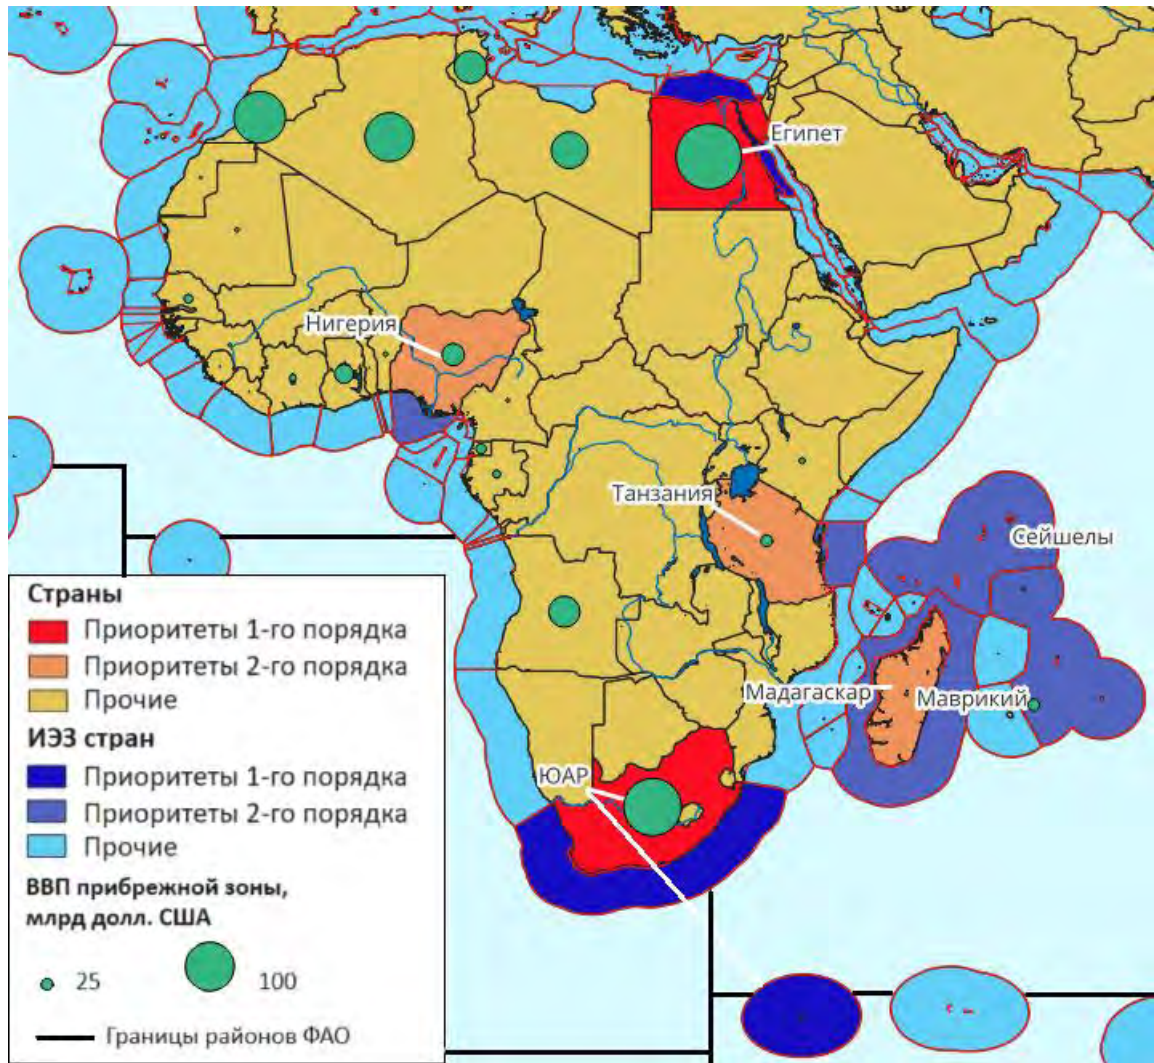 Египет
Нигерия
Танзания
Сейшелы
Мадагаскар
Маврикий
ЮАР
Страны
Приоритеты 1-го порядка
Приоритеты 2-го порядка
Прочие
ИЭЗ стран
Приоритеты 1-го порядка
Приоритеты 2-го порядка
Прочие
ВВП прибрежной зоны,
млрд долл. США
25
100
Границы районов ФАО